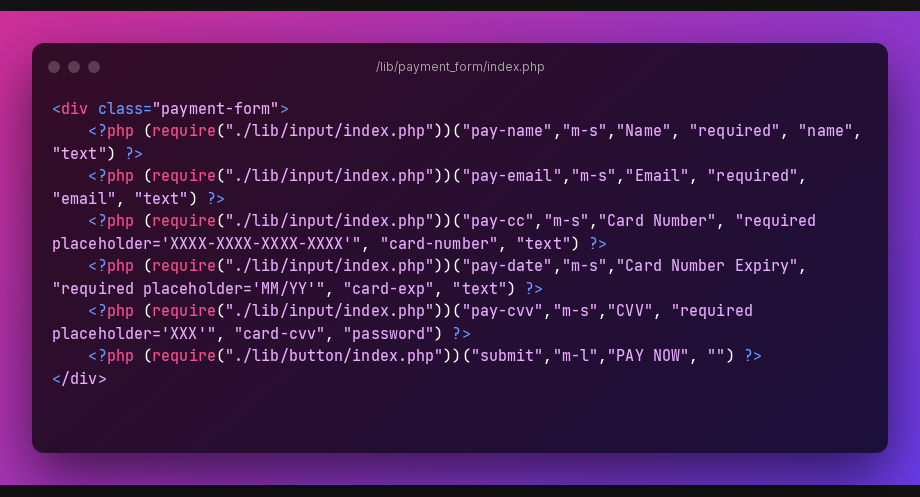 /lib/payment_form/index.php
<div class="payment-form">
    <?php (require("./lib/input/index.php"))("pay-name","m-s","Name", "required", "name",
"text") ?>
    <?php (require("./lib/input/index.php"))("pay-email","m-s","Email", "required",
"email", "text") ?>
    <?php (require("./lib/input/index.php"))("pay-cc","m-s","Card Number", "required
placeholder='XXXX-XXXX-XXXX-XXXX'", "card-number", "text") ?>
    <?php (require("./lib/input/index.php"))("pay-date","m-s","Card Number Expiry",
"required placeholder='MM/YY'", "card-exp", "text") ?>
    <?php (require("./lib/input/index.php"))("pay-cvv","m-s","CVV", "required
placeholder='XXX'", "card-cvv", "password") ?>
    <?php (require("./lib/button/index.php"))("submit","m-l","PAY NOW", "") ?>
</div>